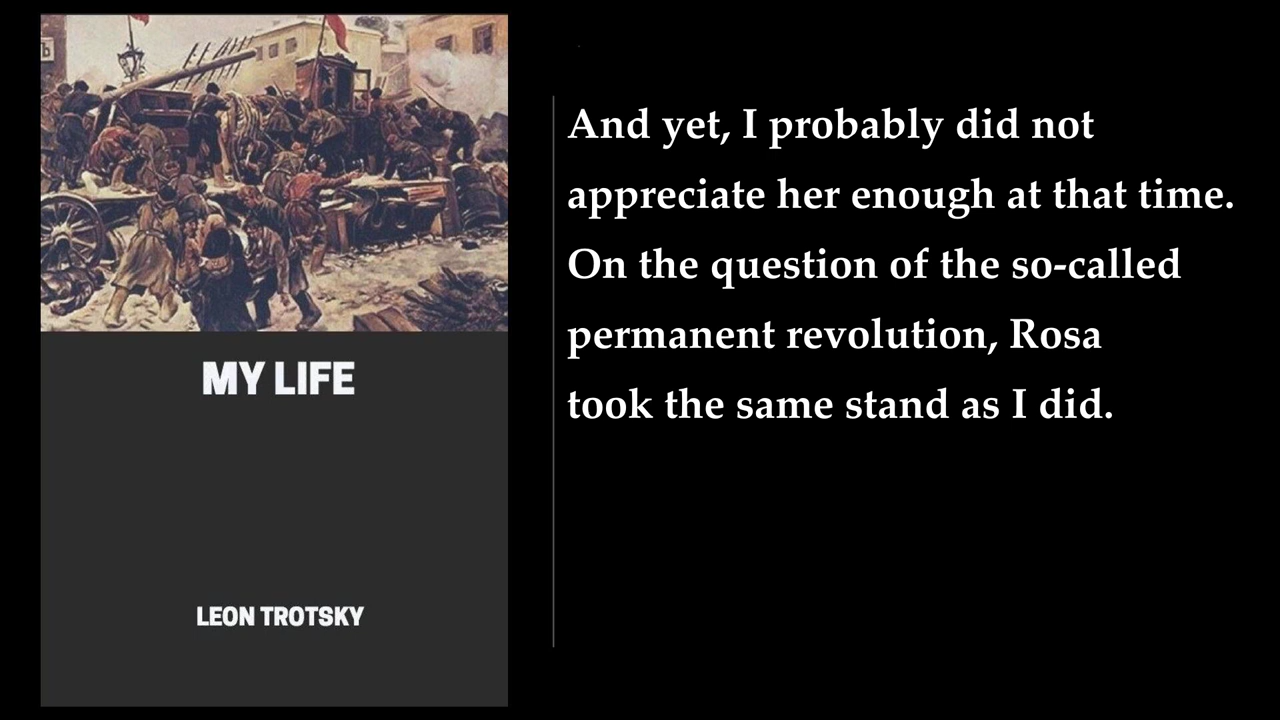 MY LIFE
LEON TROTSKY
And yet, I probably did not
appreciate her enough at that time.
On the question of the so-called
permanent revolution, Rosa
took the same stand as I did.